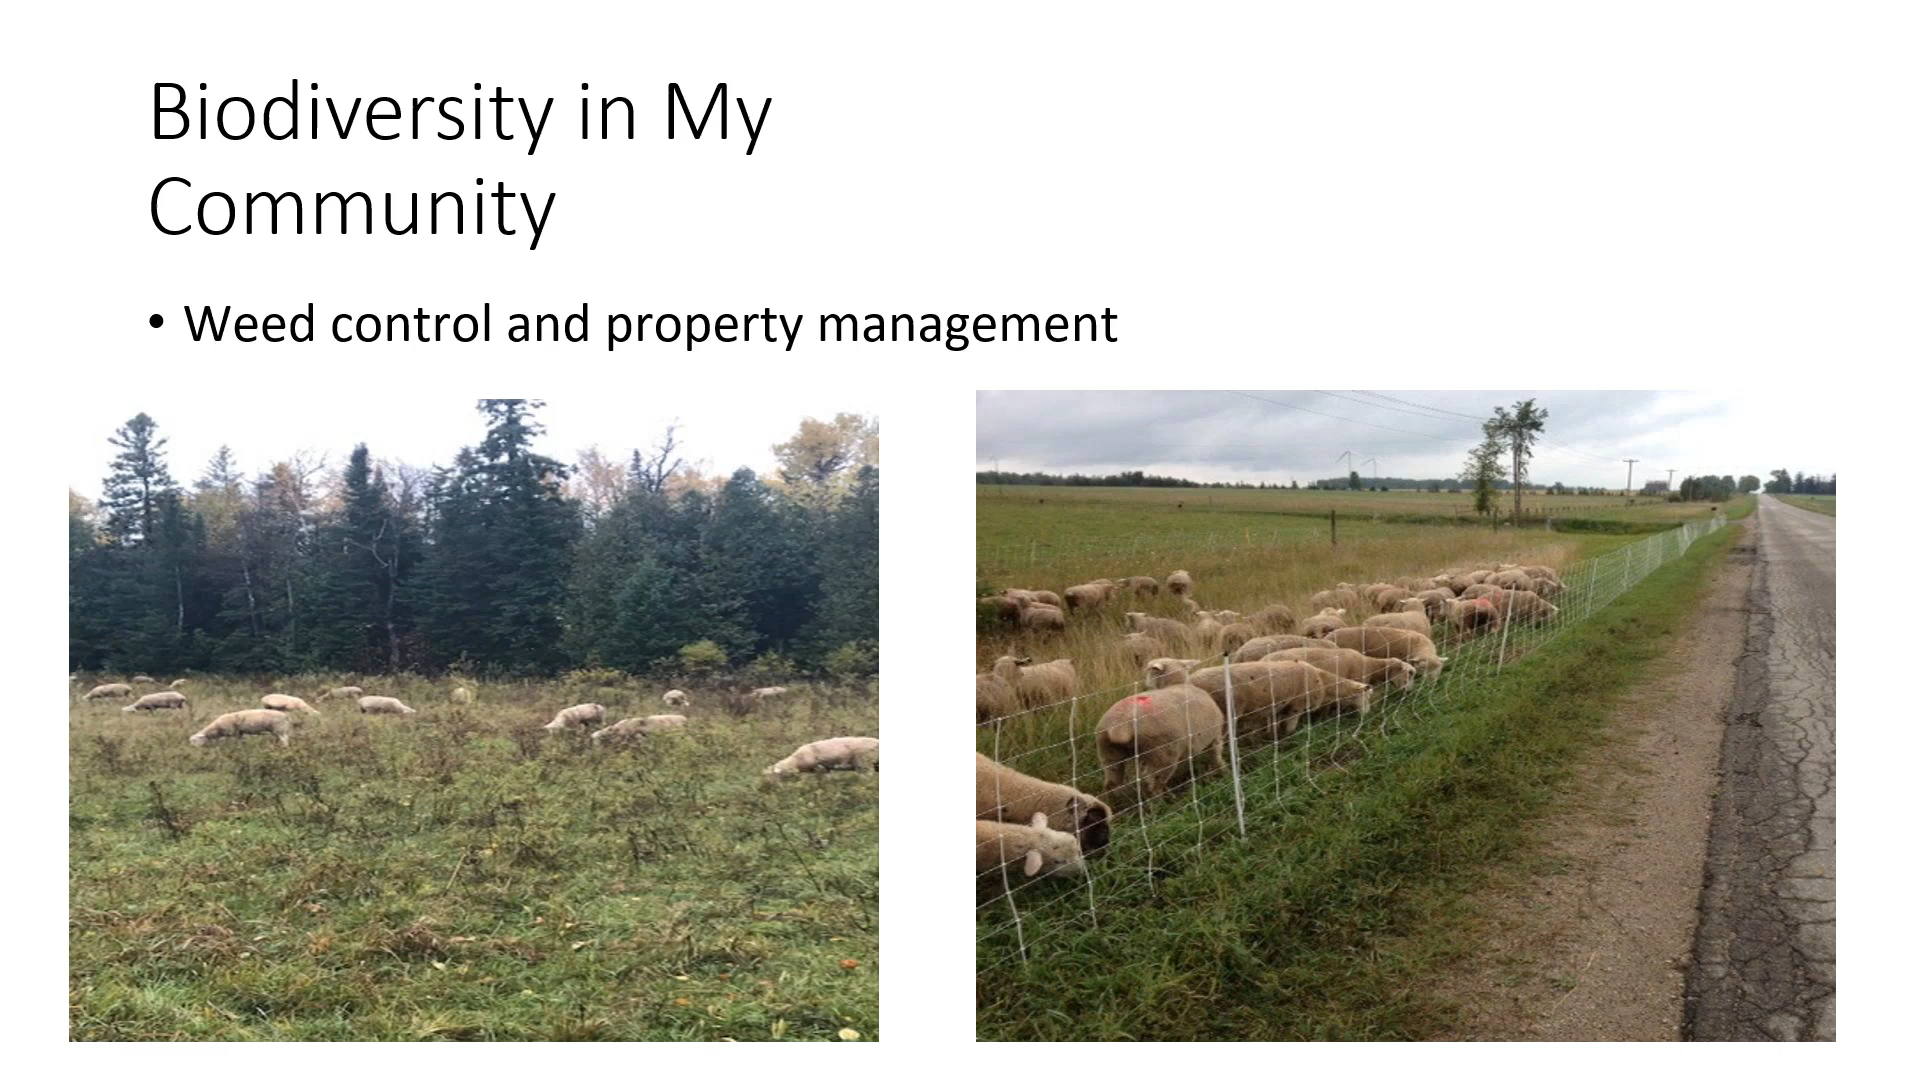 Biodiversity in My
Community
• Weed control and property management